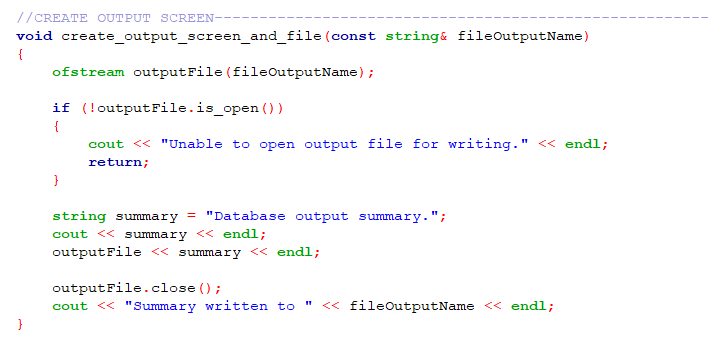 //CREATE OUTPUT SCREEN-------------------------------------------------------
void create_output_screen_and_file(const string& fileOutputName)
{
    ofstream outputFile(fileOutputName);

    if (!outputFile.is_open())
    {
        cout << "Unable to open output file for writing." << endl;
        return;
    }

    string summary = "Database output summary.";
    cout << summary << endl;
    outputFile << summary << endl;

    outputFile.close();
    cout << "Summary written to " << fileOutputName << endl;
}